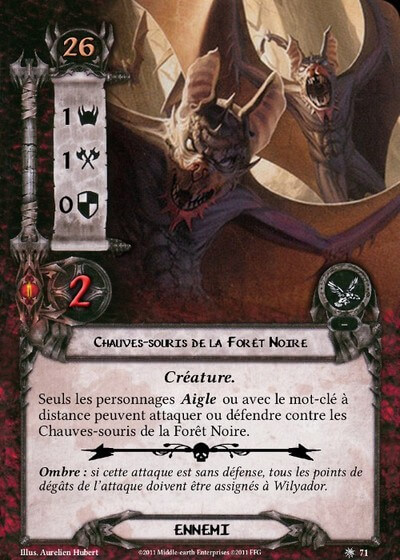 26
1
1
0
2
CHAUVES-SOURIS DE LA FORÊT NOIRE
Créature.
Seuls les personnages Aigle ou avec le mot-clé à
distance peuvent attaquer ou défendre contre les
Chauves-souris de la Forêt Noire.
Ombre : si cette attaque est sans défense, tous les points de
dégâts de l'attaque doivent être assignés à Wilyador.
ENNEMI
Illus. Aurelien Hubert
©2011 Middle-earth Enterprises ©2011 FFG
71